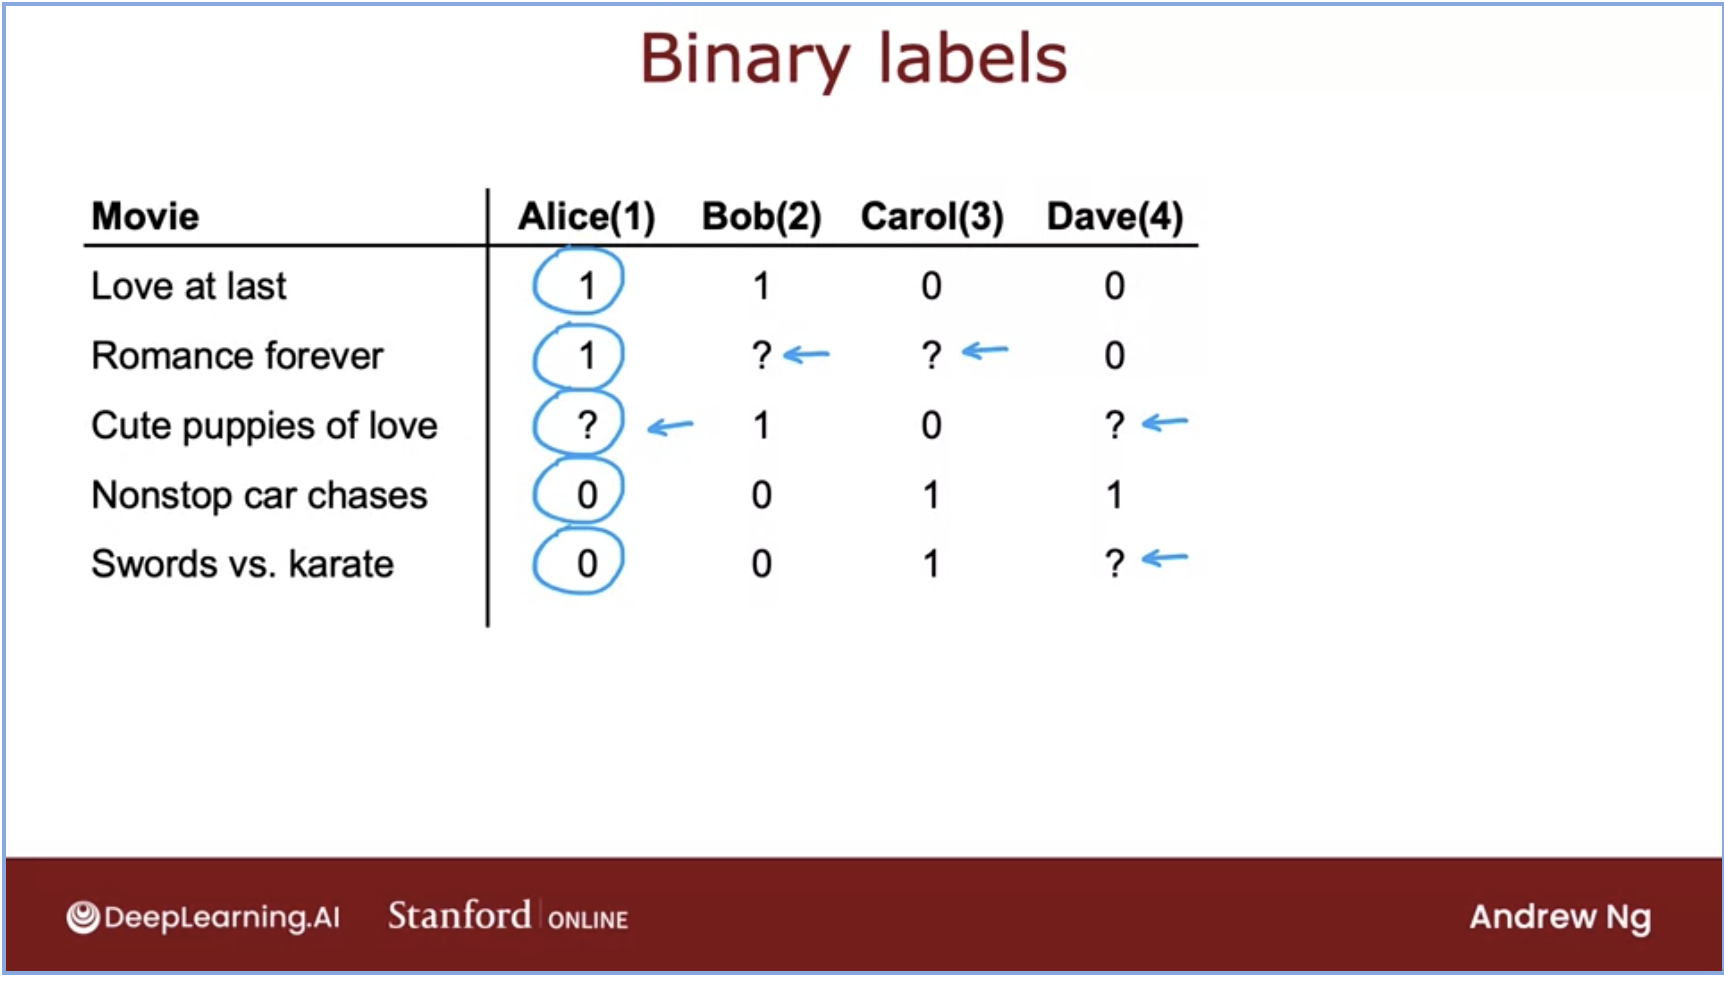 Binary labels
Movie Alice(1) Bob(2) Carol(3) Dave(4)
Love at last 1 1 0 0
Romance forever 1 ? ? 0
Cute puppies of love ? 1 0 ?
Nonstop car chases 0 0 1 1
Swords vs. karate 0 0 1 ?
DeepLearning.AI Stanford ONLINE Andrew Ng